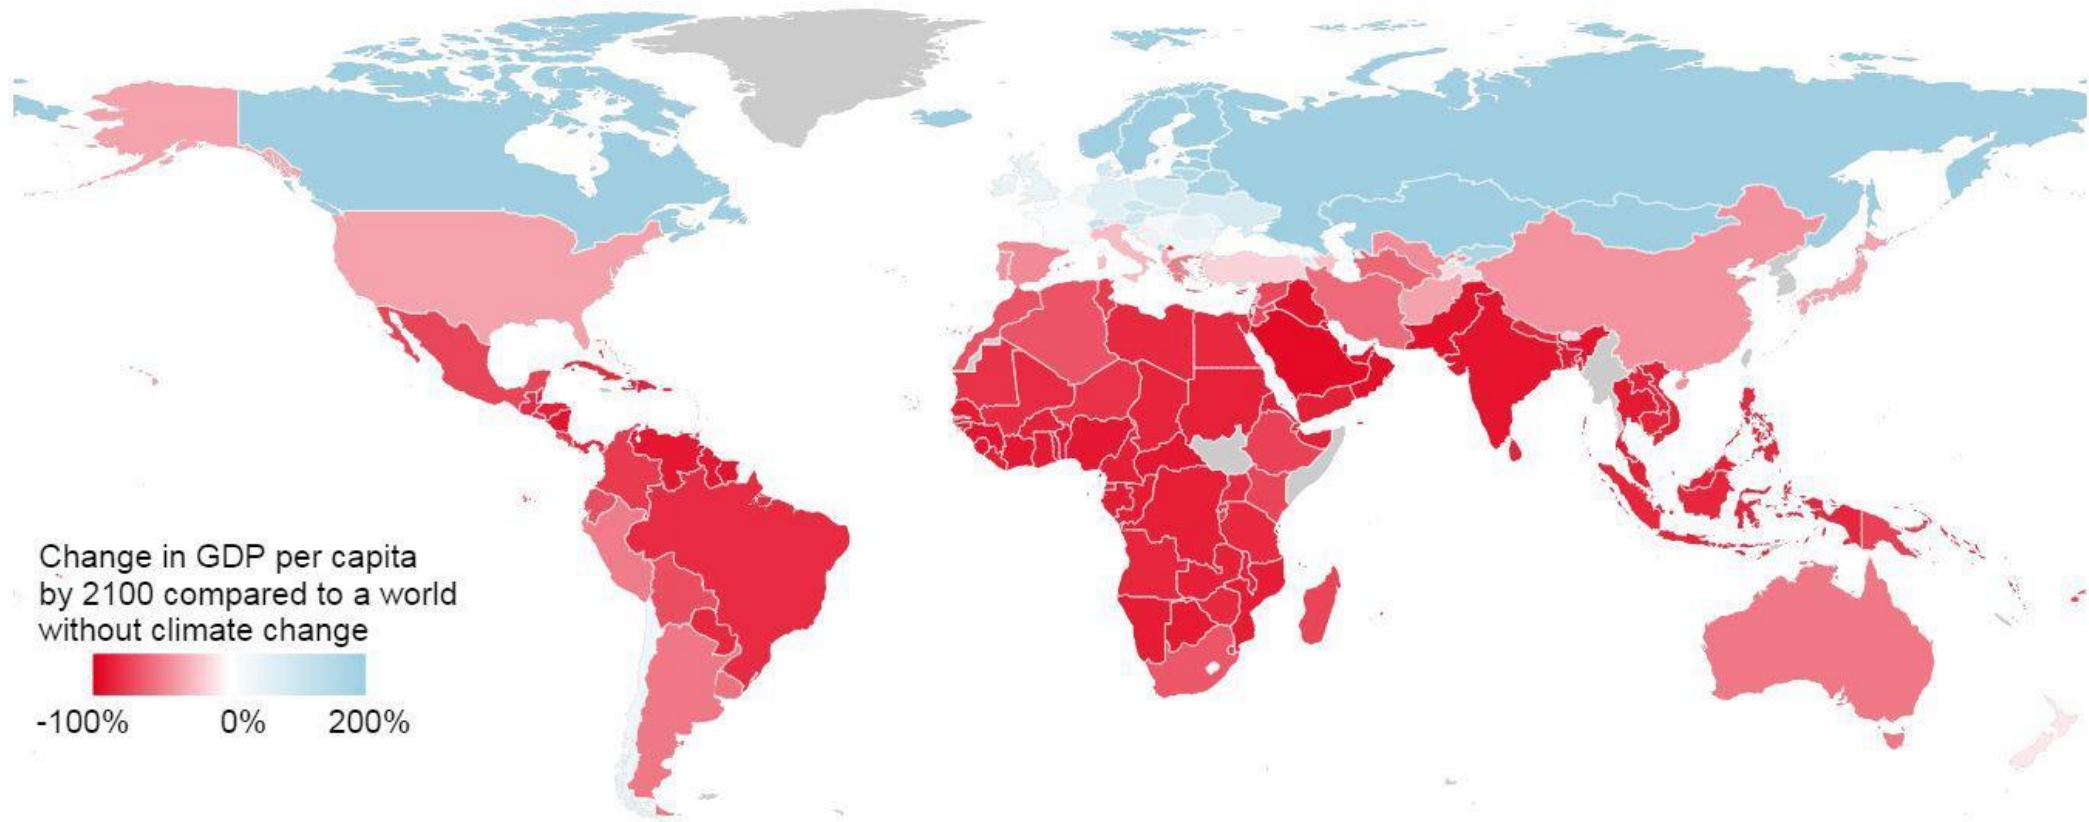 Change in GDP per capita
by 2100 compared to a world
without climate change
-100% 0% 200%